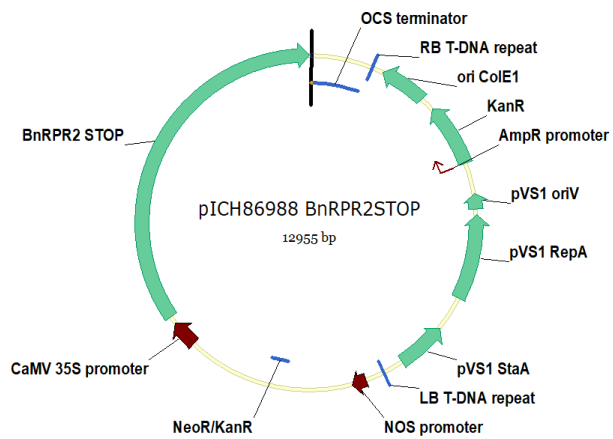 OCS terminator
RB T-DNA repeat
ori ColE1
KanR
AmpR promoter
pVS1 oriV
pVS1 RepA
pVS1 StaA
LB T-DNA repeat
NOS promoter
NeoR/KanR
CaMV 35S promoter
BnRPR2 STOP
pICH86988 BnRPR2STOP
12955 bp